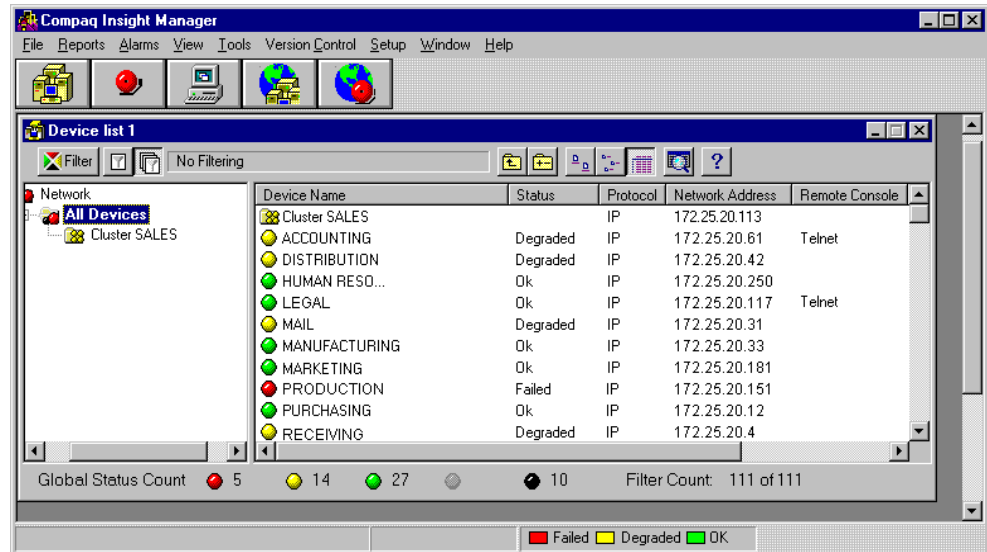 Compaq Insight Manager
File Reports Alarms View Tools Version Control Setup Window Help
Device list 1
Filter No Filtering ?
Network
All Devices
Cluster SALES
Device Name Status Protocol Network Address Remote Console
Cluster SALES IP 172.25.20.113
ACCOUNTING Degraded IP 172.25.20.61 Telnet
DISTRIBUTION Degraded IP 172.25.20.42
HUMAN RESO... Ok IP 172.25.20.250
LEGAL Ok IP 172.25.20.117 Telnet
MAIL Degraded IP 172.25.20.31
MANUFACTURING Ok IP 172.25.20.33
MARKETING Ok IP 172.25.20.181
PRODUCTION Failed IP 172.25.20.151
PURCHASING Ok IP 172.25.20.12
RECEIVING Degraded IP 172.25.20.4
Global Status Count 5 14 27 10 Filter Count: 111 of 111
Failed Degraded OK